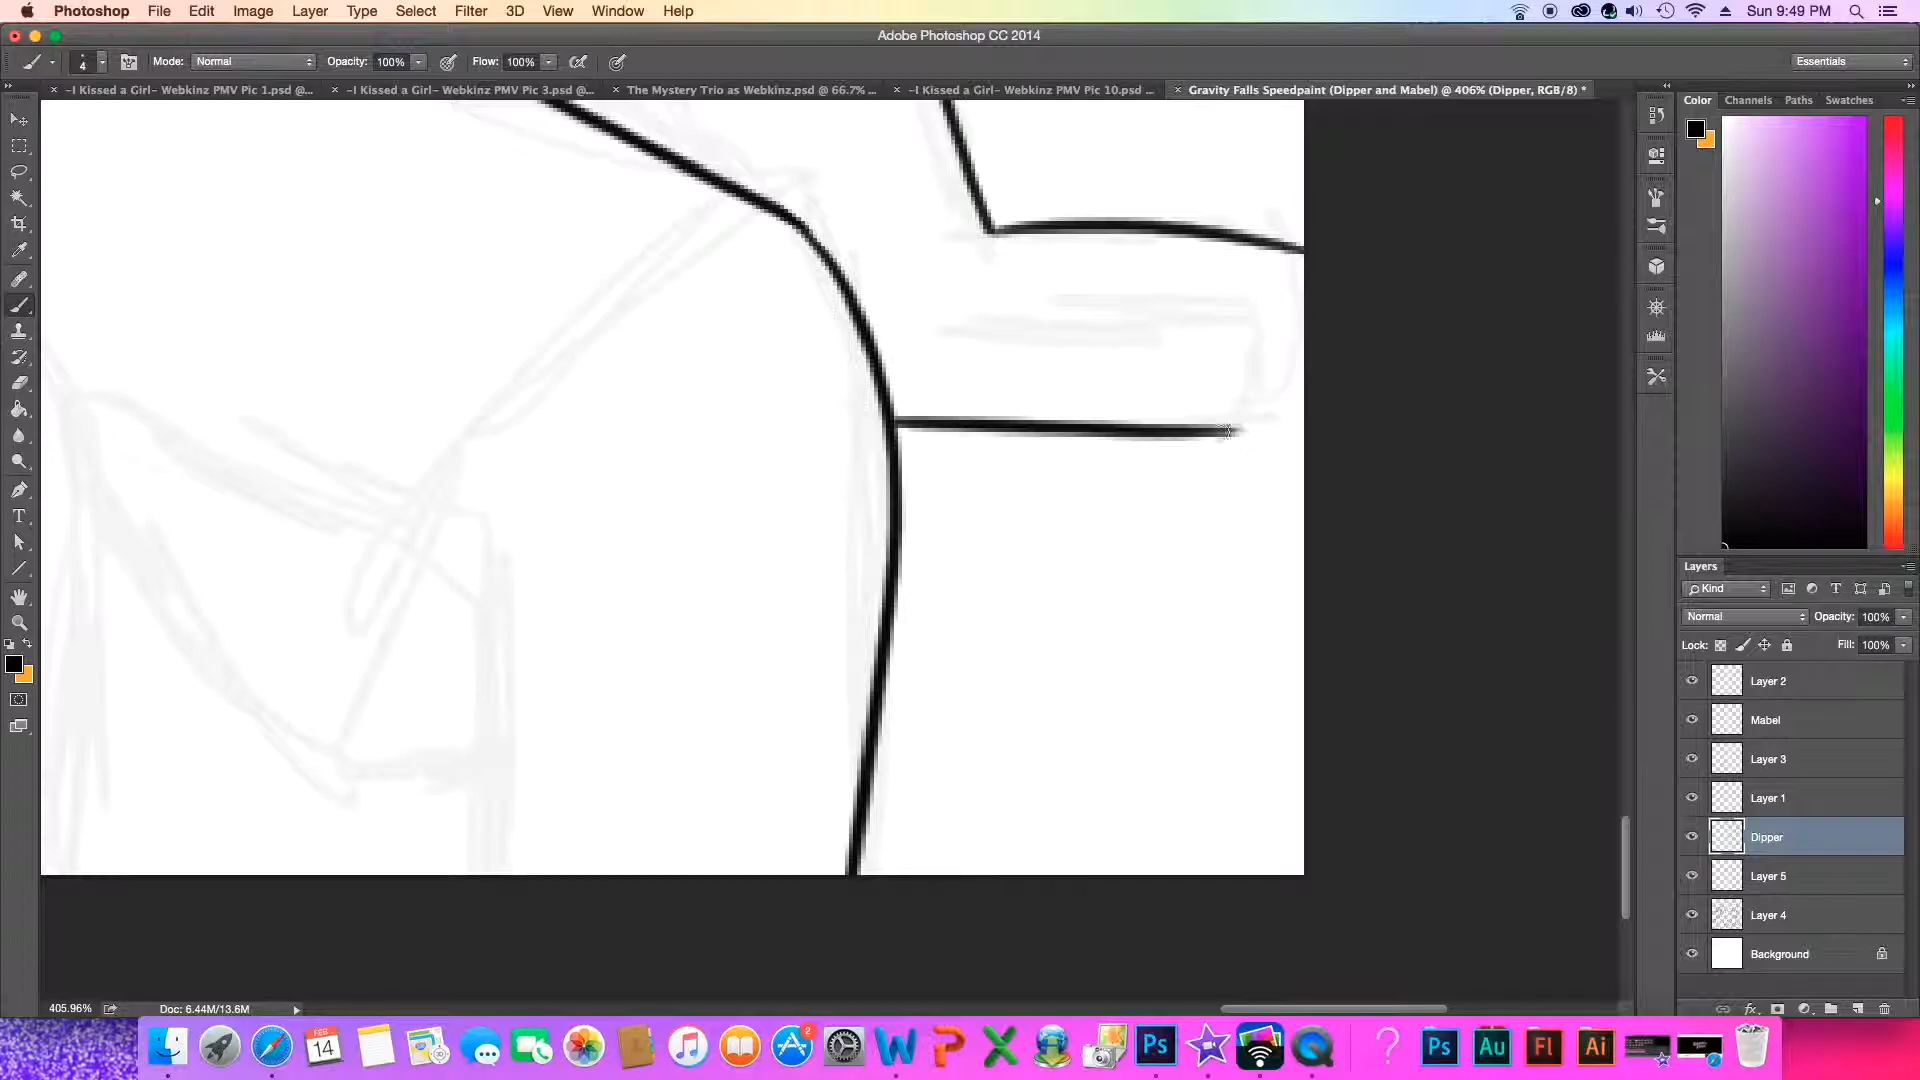 Photoshop File Edit Image Layer Type Select Filter 3D View Window Help Sun 9:49 PM
Adobe Photoshop CC 2014
4 Mode: Normal Opacity: 100% Flow: 100% Essentials
~I Kissed a Girl~ Webkinz PMV Pic 1.psd @... ~I Kissed a Girl~ Webkinz PMV Pic 3.psd @... The Mystery Trio as Webkinz.psd @ 66.7% ... ~I Kissed a Girl~ Webkinz PMV Pic 10.psd ... Gravity Falls Speedpaint (Dipper and Mabel) @ 406% (Dipper, RGB/8) *
Color Channels Paths Swatches
Layers
Kind
Normal Opacity: 100%
Lock: Fill: 100%
Layer 2
Mabel
Layer 3
Layer 1
Dipper
Layer 5
Layer 4
Background
405.96% Doc: 6.44M/13.6M
FEB
14
2
Ps Ps Au Fl Ai